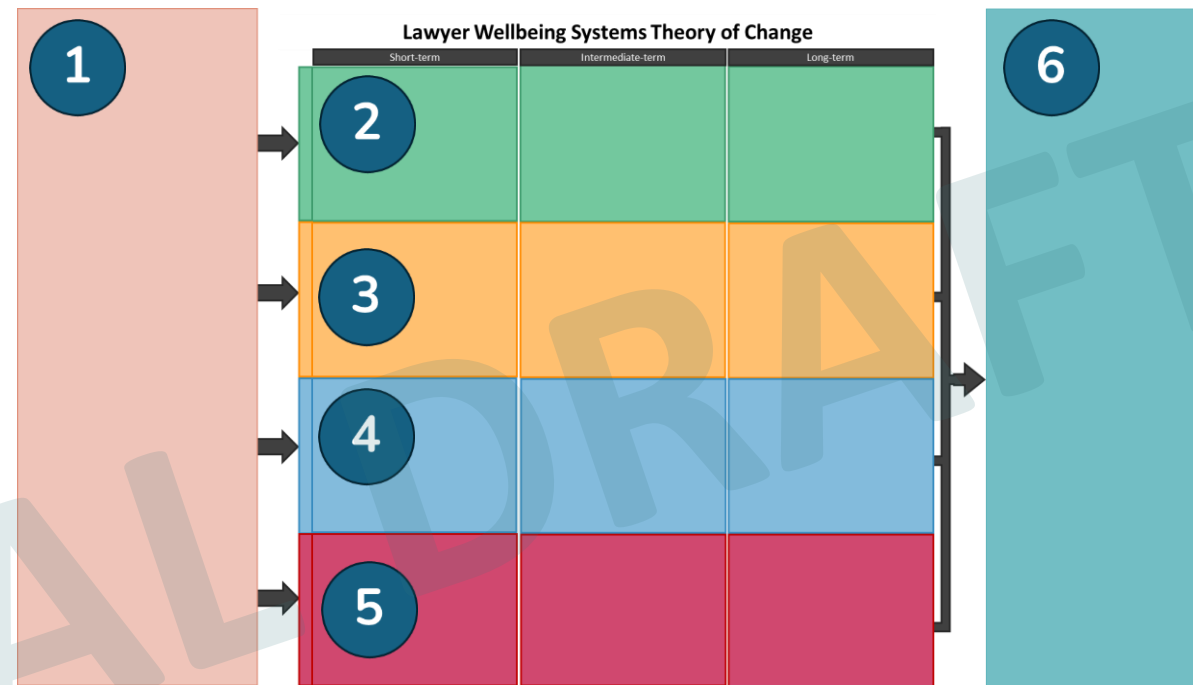 Lawyer Wellbeing Systems Theory of Change
Short-term Intermediate-term Long-term
1
2
3
4
5
6
AL DRAFT